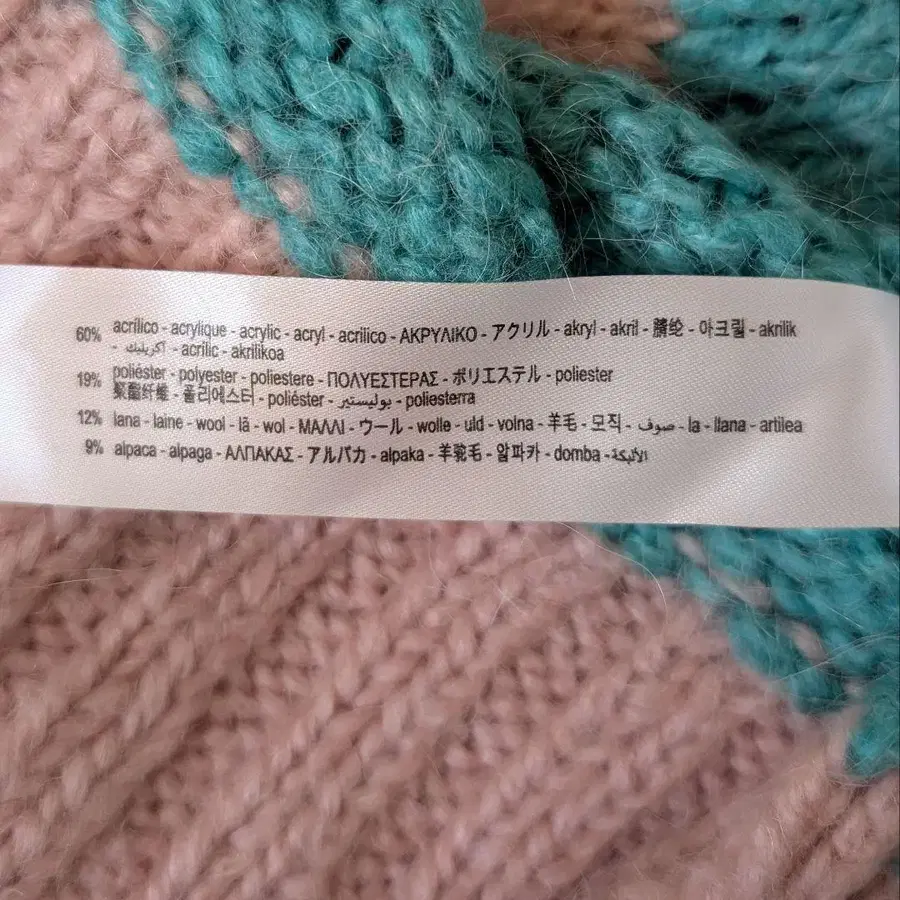 60% acrílico - acrylique - acrylic - acryl - acrilico - ΑΚΡΥΛΙΚΟ - アクリル - akryl - akril - 腈纶 - 아크릴 - akrilik
- أكريليك - acrilic - akrilikoa
19% poliéster - polyester - poliestere - ΠΟΛΥΕΣΤΕΡΑΣ - ポリエステル - poliester
聚酯纤维 - 폴리에스터 - poliéster - بوليستير - poliesterra
12% lana - laine - wool - lã - wol - ΜΑΛΛΙ - ウール - wolle - uld - volna - 羊毛 - 모직 - صوف - la - llana - artilea
9% alpaca - alpaga - ΑΛΠΑΚΑΣ - アルパカ - alpaka - 羊驼毛 - 알파카 - domba - الألبكة